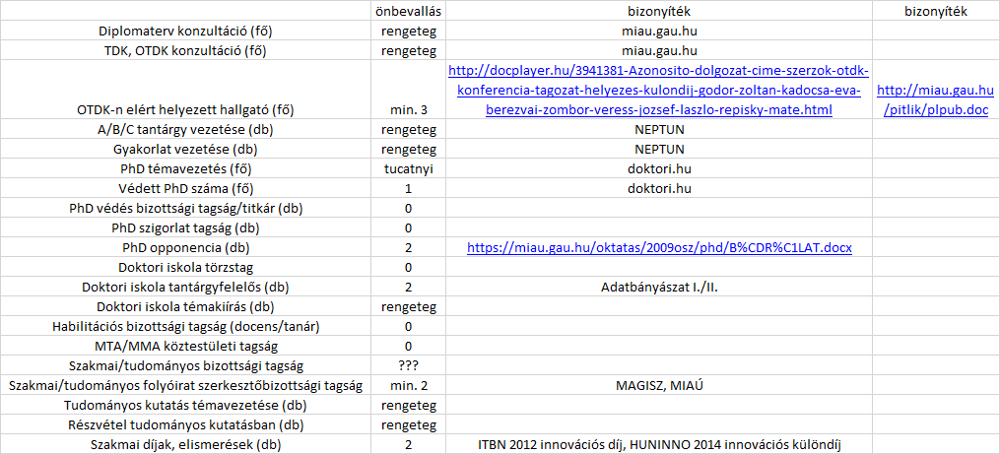 önbevallás bizonyíték bizonyíték
Diplomaterv konzultáció (fő) rengeteg miau.gau.hu
TDK, OTDK konzultáció (fő) rengeteg miau.gau.hu
http://docplayer.hu/3941381-Azonosito-dolgozat-cime-szerzok-otdk-
konferencia-tagozat-helyezes-kulondij-godor-zoltan-kadocsa-eva- http://miau.gau.hu
OTDK-n elért helyezett hallgató (fő) min. 3 berezvai-zombor-veress-jozsef-laszlo-repisky-mate.html /pitlik/plpub.doc
A/B/C tantárgy vezetése (db) rengeteg NEPTUN
Gyakorlat vezetése (db) rengeteg NEPTUN
PhD témavezetés (fő) tucatnyi doktori.hu
Védett PhD száma (fő) 1 doktori.hu
PhD védés bizottsági tagság/titkár (db) 0
PhD szigorlat tagság (db) 0
PhD opponencia (db) 2 https://miau.gau.hu/oktatas/2009osz/phd/B%CDR%C1LAT.docx
Doktori iskola törzstag 0
Doktori iskola tantárgyfelelős (db) 2 Adatbányászat I./II.
Doktori iskola témakiírás (db) rengeteg
Habilitációs bizottsági tagság (docens/tanár) 0
MTA/MMA köztestületi tagság 0
Szakmai/tudományos bizottsági tagság ???
Szakmai/tudományos folyóirat szerkesztőbizottsági tagság min. 2 MAGISZ, MIAÚ
Tudományos kutatás témavezetése (db) rengeteg
Részvétel tudományos kutatásban (db) rengeteg
Szakmai díjak, elismerések (db) 2 ITBN 2012 innovációs díj, HUNINNO 2014 innovációs különdíj